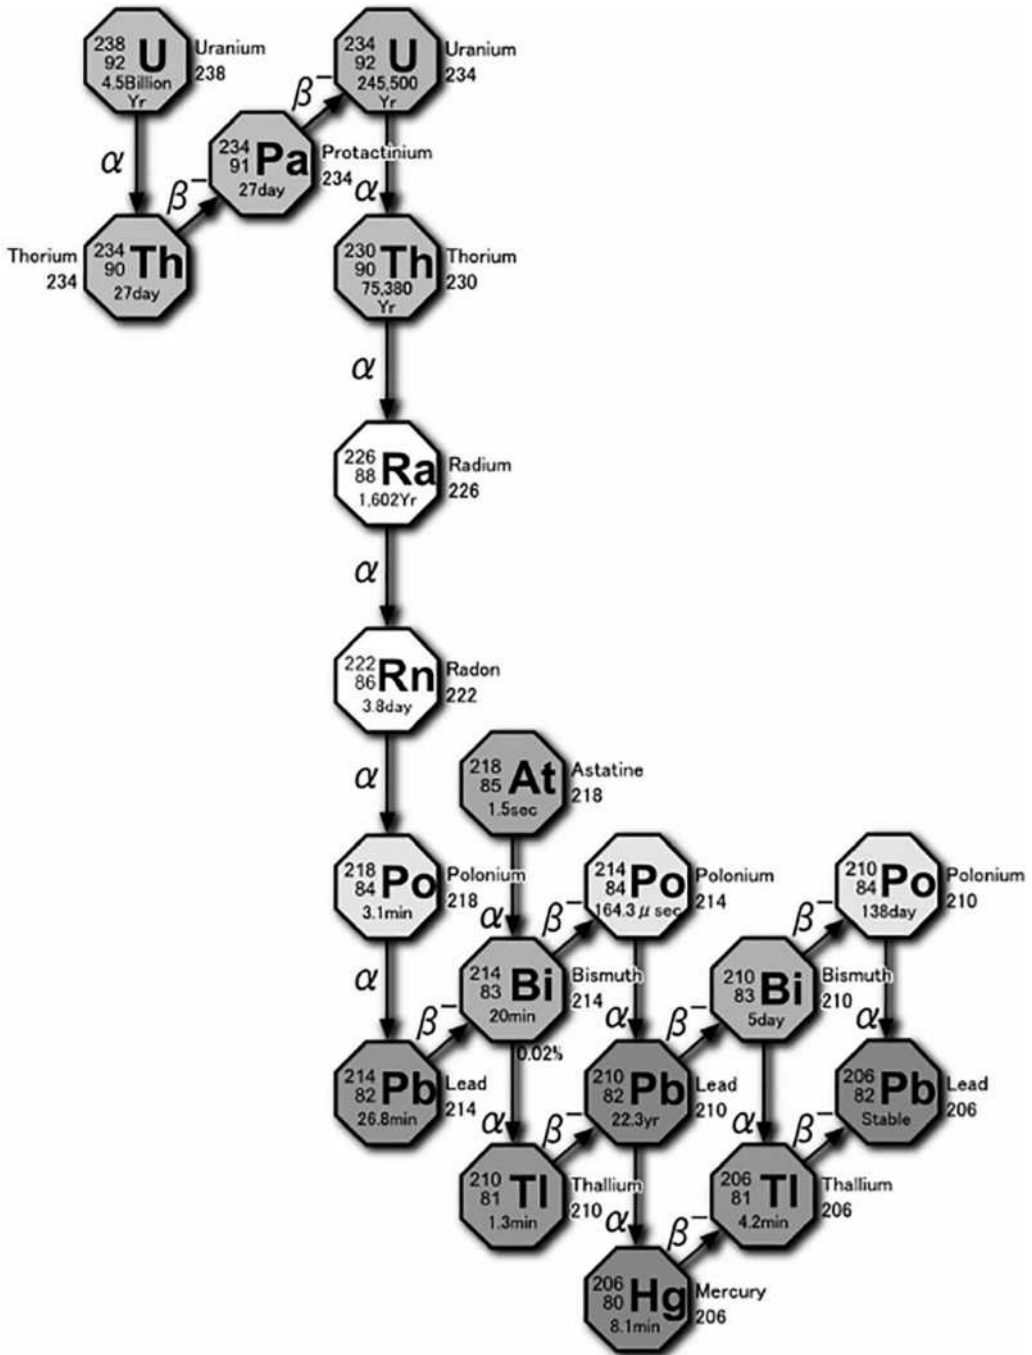 238
92 U
4.5Billion
Yr
Uranium
238
234
92 U
245,500
Yr
Uranium
234
β−
234
91 Pa
27day
Protactinium
234
α
β−
α
Thorium
234
234
90 Th
27day
230
90 Th
75,380
Yr
Thorium
230
α
226
88 Ra
1,602Yr
Radium
226
α
222
86 Rn
3.8day
Radon
222
α
218
85 At
1.5sec
Astatine
218
218
84 Po
3.1min
Polonium
218
α
β−
214
84 Po
164.3 μ sec
Polonium
214
β−
210
84 Po
138day
Polonium
210
α
β−
214
83 Bi
20min
Bismuth
214
α
β−
210
83 Bi
5day
Bismuth
210
α
0.02%
214
82 Pb
26.8min
Lead
214
α
β−
210
82 Pb
22.3yr
Lead
210
α
β−
206
82 Pb
Stable
Lead
206
210
81 Tl
1.3min
Thallium
210
α
β−
206
81 Tl
4.2min
Thallium
206
206
80 Hg
8.1min
Mercury
206